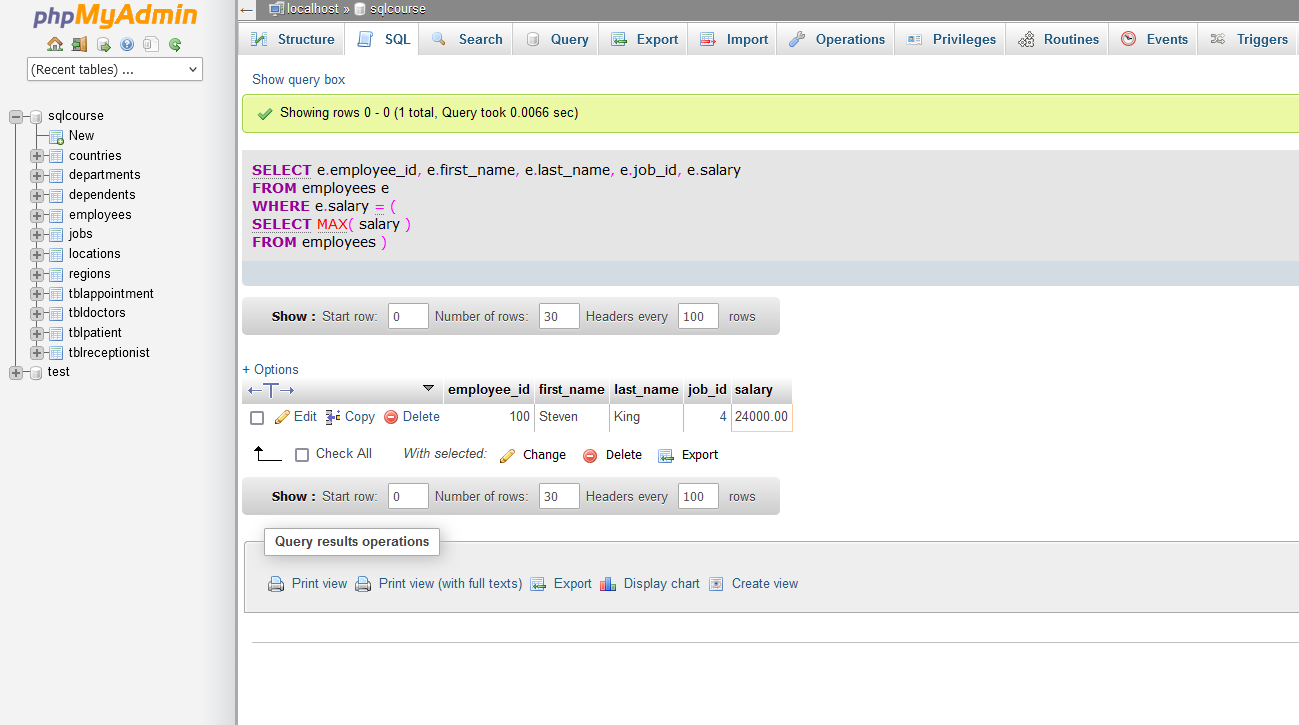 phpMyAdmin
(Recent tables) ...
sqlcourse
New
countries
departments
dependents
employees
jobs
locations
regions
tblappointment
tbldoctors
tblpatient
tblreceptionist
test
← localhost » sqlcourse
Structure SQL Search Query Export Import Operations Privileges Routines Events Triggers
Show query box
Showing rows 0 - 0 (1 total, Query took 0.0066 sec)
SELECT e.employee_id, e.first_name, e.last_name, e.job_id, e.salary
FROM employees e
WHERE e.salary = (
SELECT MAX( salary )
FROM employees )
Show : Start row: 0 Number of rows: 30 Headers every 100 rows
+ Options
←T→ employee_id first_name last_name job_id salary
Edit Copy Delete 100 Steven King 4 24000.00
Check All With selected: Change Delete Export
Show : Start row: 0 Number of rows: 30 Headers every 100 rows
Query results operations
Print view Print view (with full texts) Export Display chart Create view